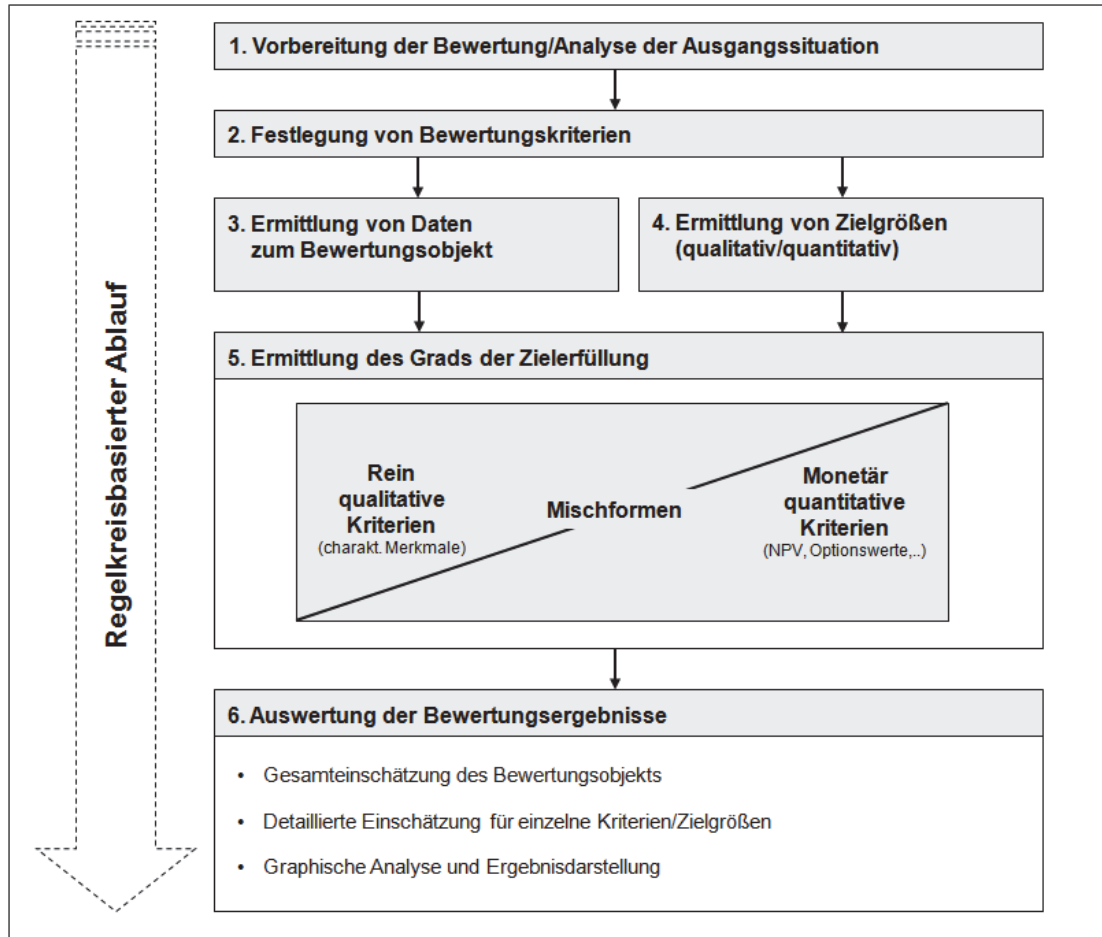 Regelkreisbasierter Ablauf
1. Vorbereitung der Bewertung/Analyse der Ausgangssituation
2. Festlegung von Bewertungskriterien
3. Ermittlung von Daten
zum Bewertungsobjekt
4. Ermittlung von Zielgrößen
(qualitativ/quantitativ)
5. Ermittlung des Grads der Zielerfüllung
Rein
qualitative
Kriterien
(charakt. Merkmale)
Mischformen
Monetär
quantitative
Kriterien
(NPV, Optionswerte,..)
6. Auswertung der Bewertungsergebnisse
• Gesamteinschätzung des Bewertungsobjekts
• Detaillierte Einschätzung für einzelne Kriterien/Zielgrößen
• Graphische Analyse und Ergebnisdarstellung